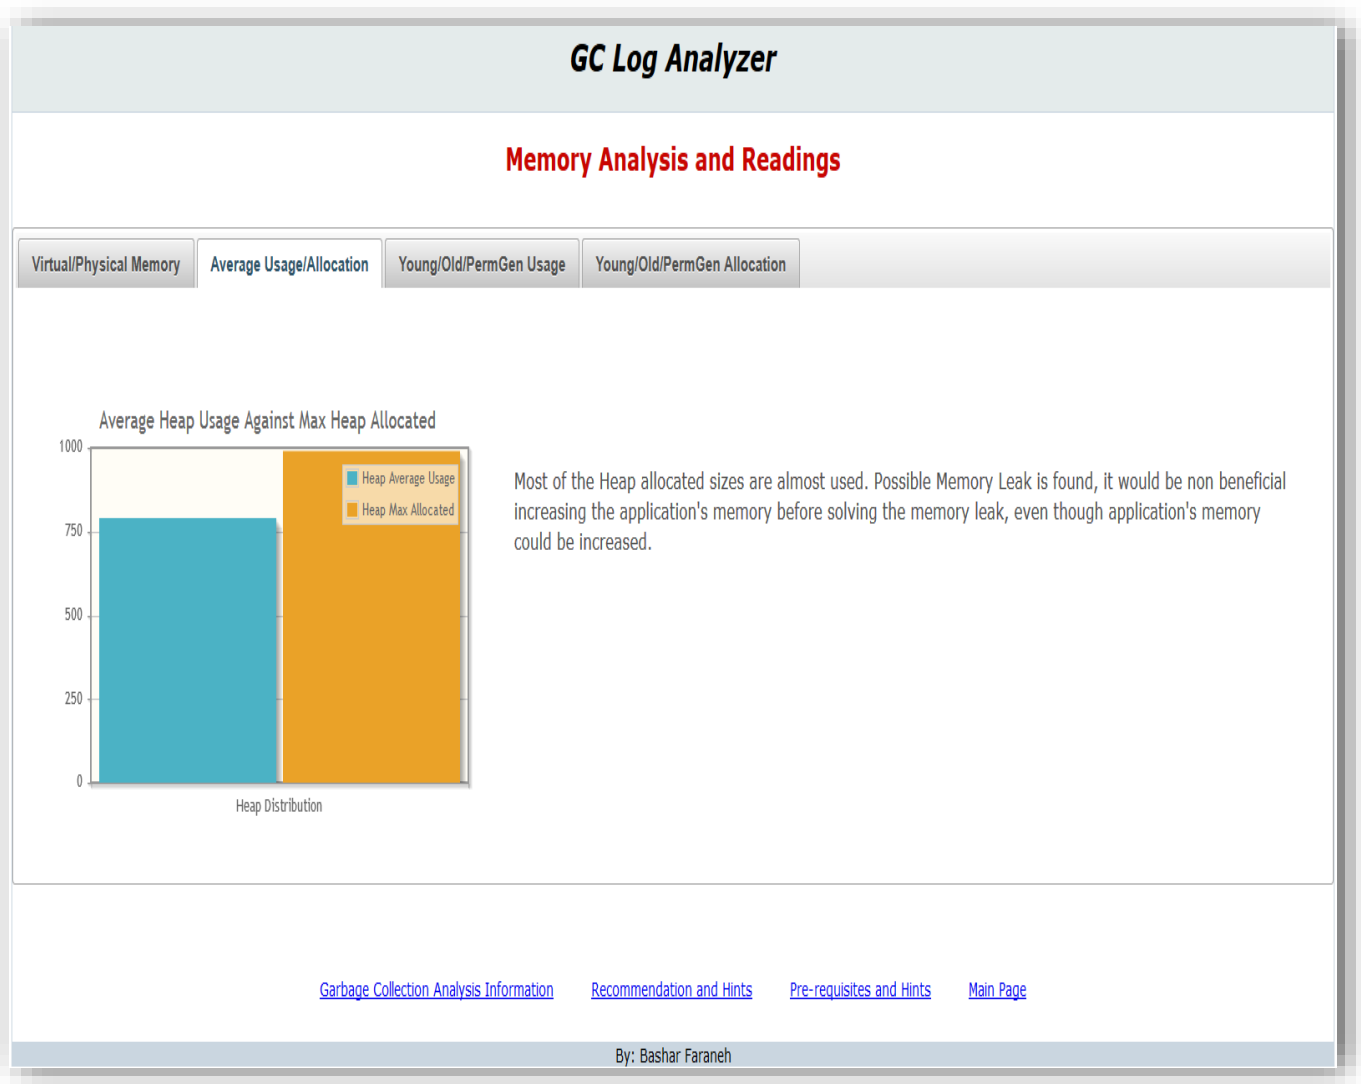 GC Log Analyzer
Memory Analysis and Readings
Virtual/Physical Memory
Average Usage/Allocation
Young/Old/PermGen Usage
Young/Old/PermGen Allocation
Average Heap Usage Against Max Heap Allocated
1000
750
500
250
0
Heap Average Usage
Heap Max Allocated
Heap Distribution
Most of the Heap allocated sizes are almost used. Possible Memory Leak is found, it would be non beneficial
increasing the application's memory before solving the memory leak, even though application's memory
could be increased.
Garbage Collection Analysis Information
Recommendation and Hints
Pre-requisites and Hints
Main Page
By: Bashar Faraneh